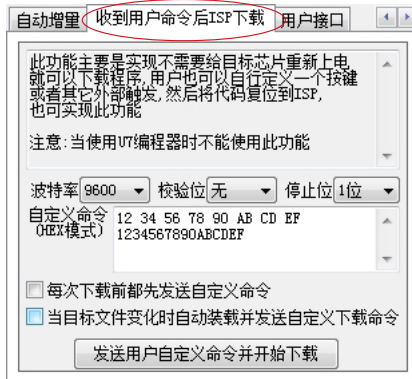 自动增量 收到用户命令后ISP下载 用户接口
此功能主要是实现不需要给目标芯片重新上电
就可以下载程序,用户也可以自行定义一个按键
或者其它外部触发,然后将代码复位到ISP,
也可实现此功能
注意:当使用U7编程器时不能使用此功能
波特率 9600 校验位 无 停止位 1位
自定义命令 12 34 56 78 90 AB CD EF
(HEX模式) 1234567890ABCDEF
每次下载前都先发送自定义命令
当目标文件变化时自动装载并发送自定义下载命令
发送用户自定义命令并开始下载